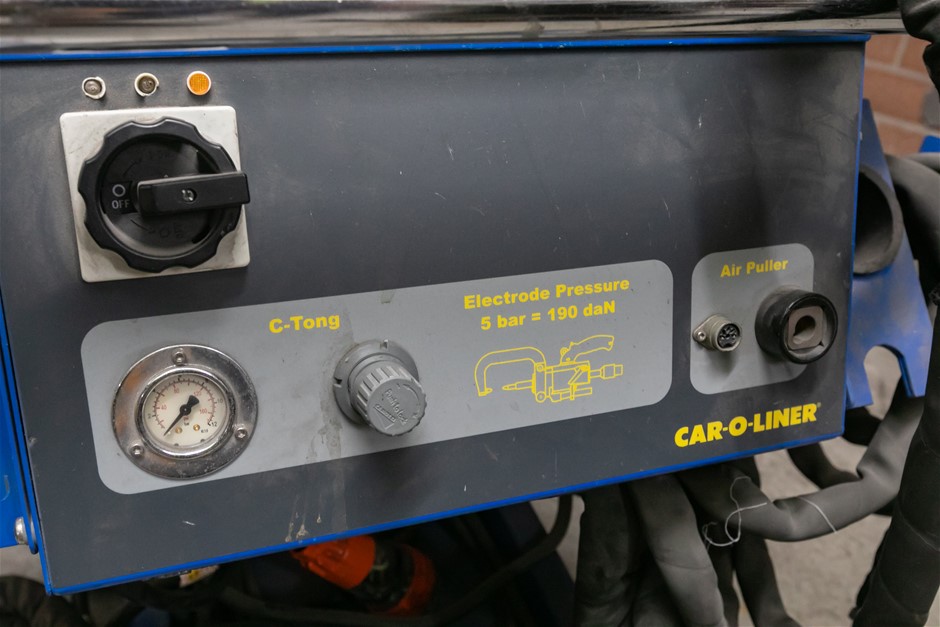 OFF
C-Tong
Electrode Pressure
5 bar = 190 daN
Air Puller
CAR-O-LINER®